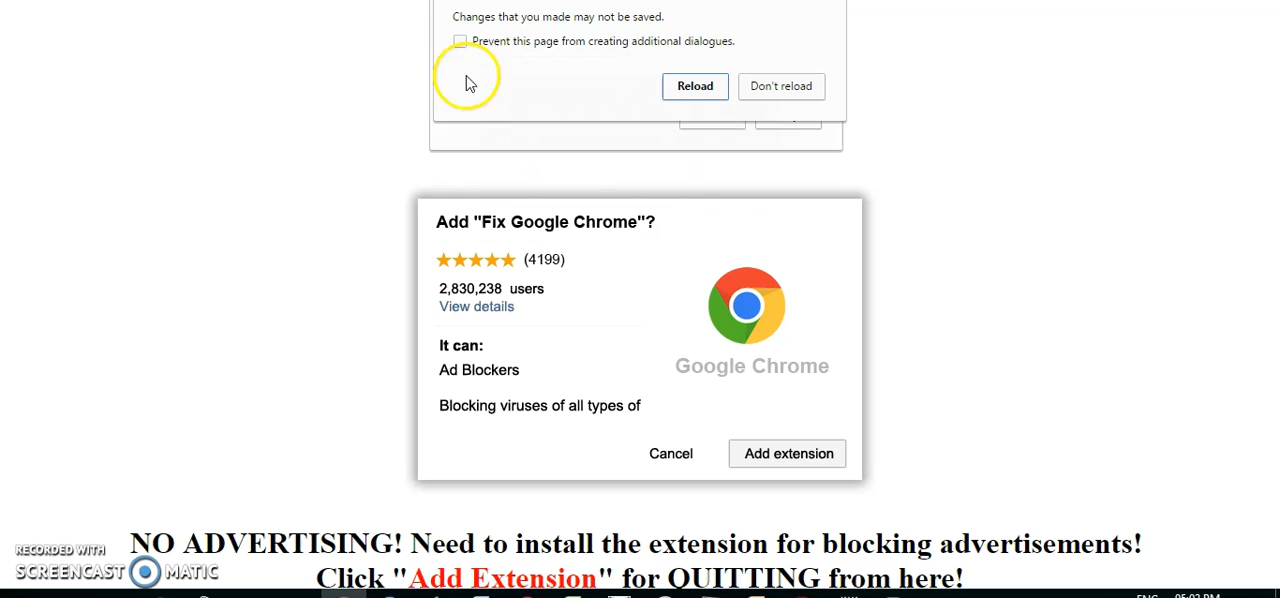 Changes that you made may not be saved.
Prevent this page from creating additional dialogues.
Reload Don't reload
Add "Fix Google Chrome"?
(4199)
2,830,238 users
View details
It can:
Ad Blockers
Google Chrome
Blocking viruses of all types of
Cancel Add extension
NO ADVERTISING! Need to install the extension for blocking advertisements!
Click "Add Extension" for QUITTING from here!
RECORDED WITH
SCREENCAST MATIC